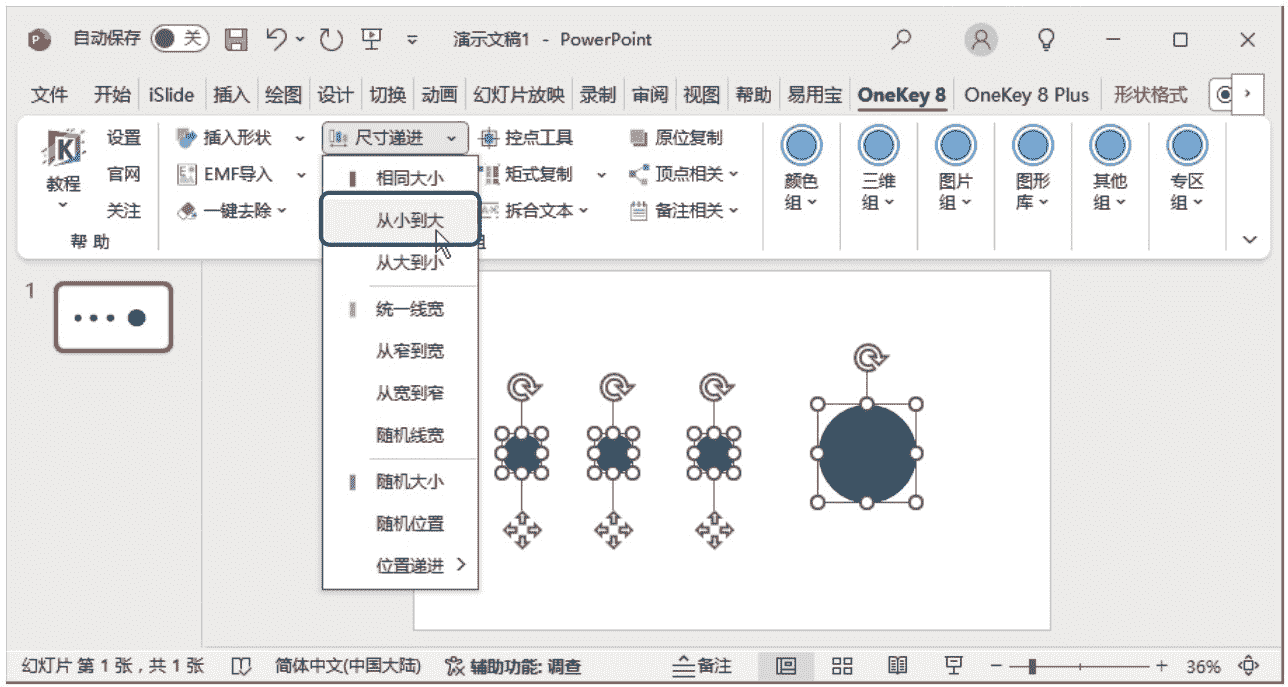 自动保存 关 演示文稿1 - PowerPoint
文件 开始 iSlide 插入 绘图 设计 切换 动画 幻灯片放映 录制 审阅 视图 帮助 易用宝 OneKey 8 OneKey 8 Plus 形状格式
教程
设置
官网
关注
帮助
插入形状
EMF导入
一键去除
尺寸递进
控点工具
矩式复制
拆合文本
组
原位复制
顶点相关
备注相关
颜色
组
三维
组
图片
组
图形
库
其他
组
专区
组
相同大小
从小到大
从大到小
统一线宽
从窄到宽
从宽到窄
随机线宽
随机大小
随机位置
位置递进
1
幻灯片 第 1 张，共 1 张 简体中文(中国大陆) 辅助功能: 调查 备注 36%